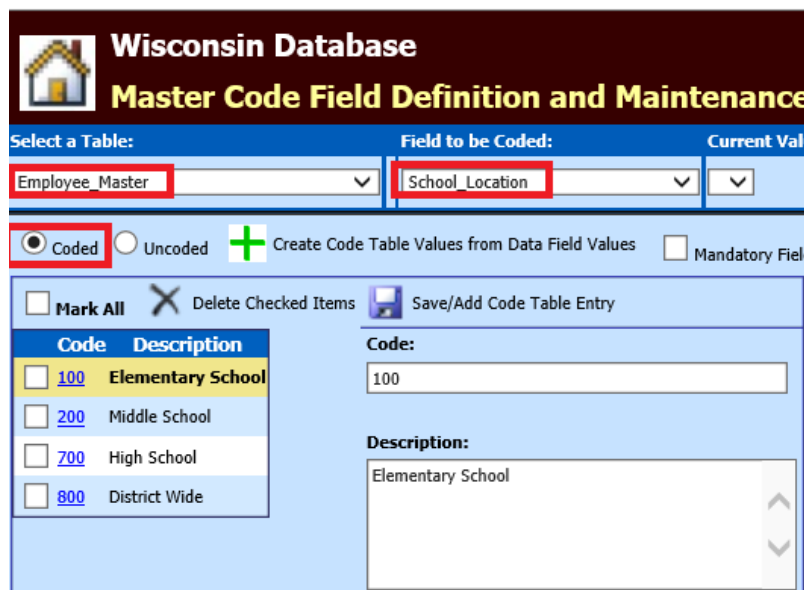 Wisconsin Database
Master Code Field Definition and Maintenance
Select a Table: Field to be Coded: Current Val
Employee_Master School_Location
Coded Uncoded Create Code Table Values from Data Field Values Mandatory Fiel
Mark All Delete Checked Items Save/Add Code Table Entry
Code Description Code:
100 Elementary School 100
200 Middle School
Description:
700 High School Elementary School
800 District Wide